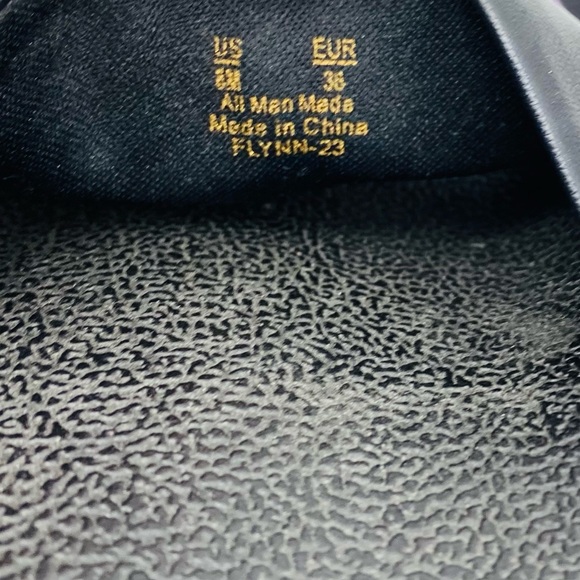 US EUR
6M 36
All Man Made
Made in China
FLYNN-23